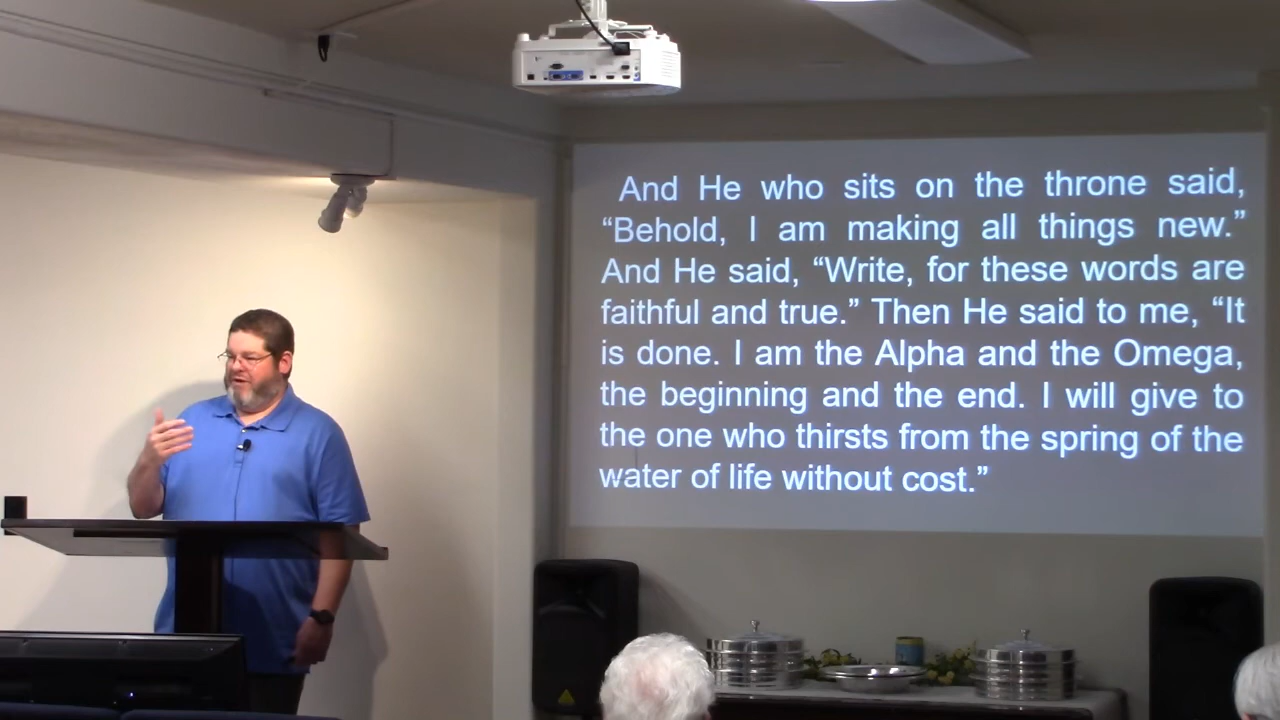 And He who sits on the throne said,
“Behold, I am making all things new.”
And He said, “Write, for these words are
faithful and true.” Then He said to me, “It
is done. I am the Alpha and the Omega,
the beginning and the end. I will give to
the one who thirsts from the spring of the
water of life without cost.”